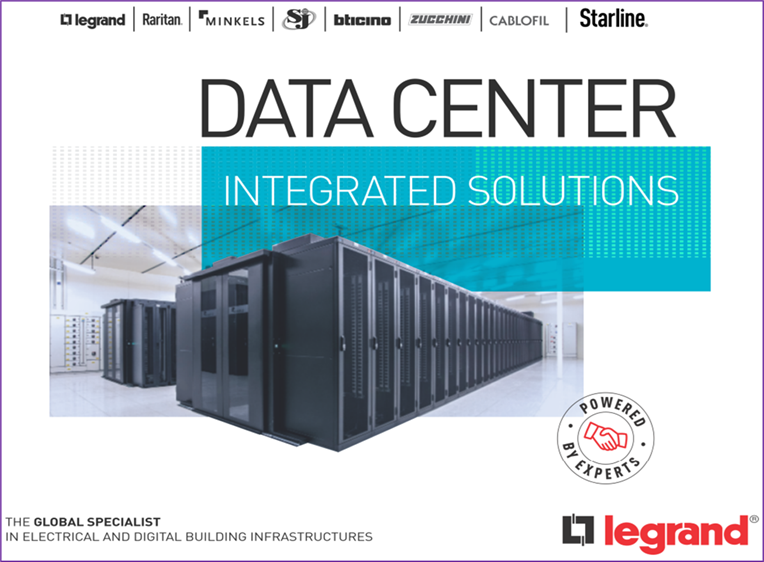 legrand | Raritan. | MINKELS | SJ | bticino | ZUCCHINI | CABLOFIL | Starline®
DATA CENTER
INTEGRATED SOLUTIONS
• POWERED •
BY EXPERTS
THE GLOBAL SPECIALIST
IN ELECTRICAL AND DIGITAL BUILDING INFRASTRUCTURES
legrand®